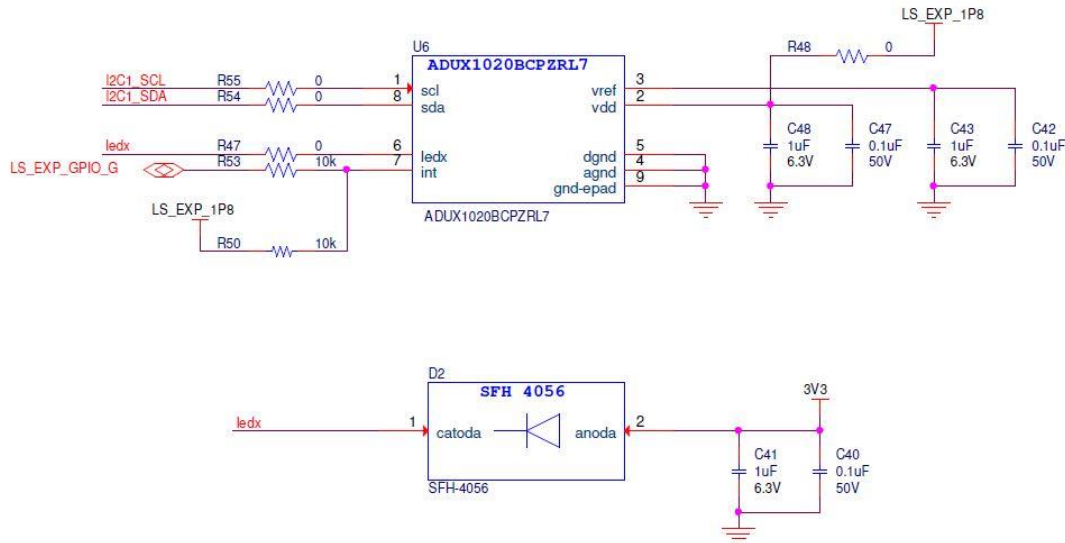 LS_EXP_1P8
R48 0
U6
ADUX1020BCPZRL7
I2C1_SCL R55 0 1 scl vref 3
I2C1_SDA R54 0 8 sda vdd 2
C48 C47 C43 C42
1uF 0.1uF 1uF 0.1uF
6.3V 50V 6.3V 50V
ledx R47 0 6 ledx dgnd 5
LS_EXP_GPIO_G R53 10k 7 int agnd 4
gnd-epad 9
LS_EXP_1P8
ADUX1020BCPZRL7
R50 10k
D2
SFH 4056
3V3
ledx 1 catoda anoda 2
C41 C40
1uF 0.1uF
6.3V 50V
SFH-4056